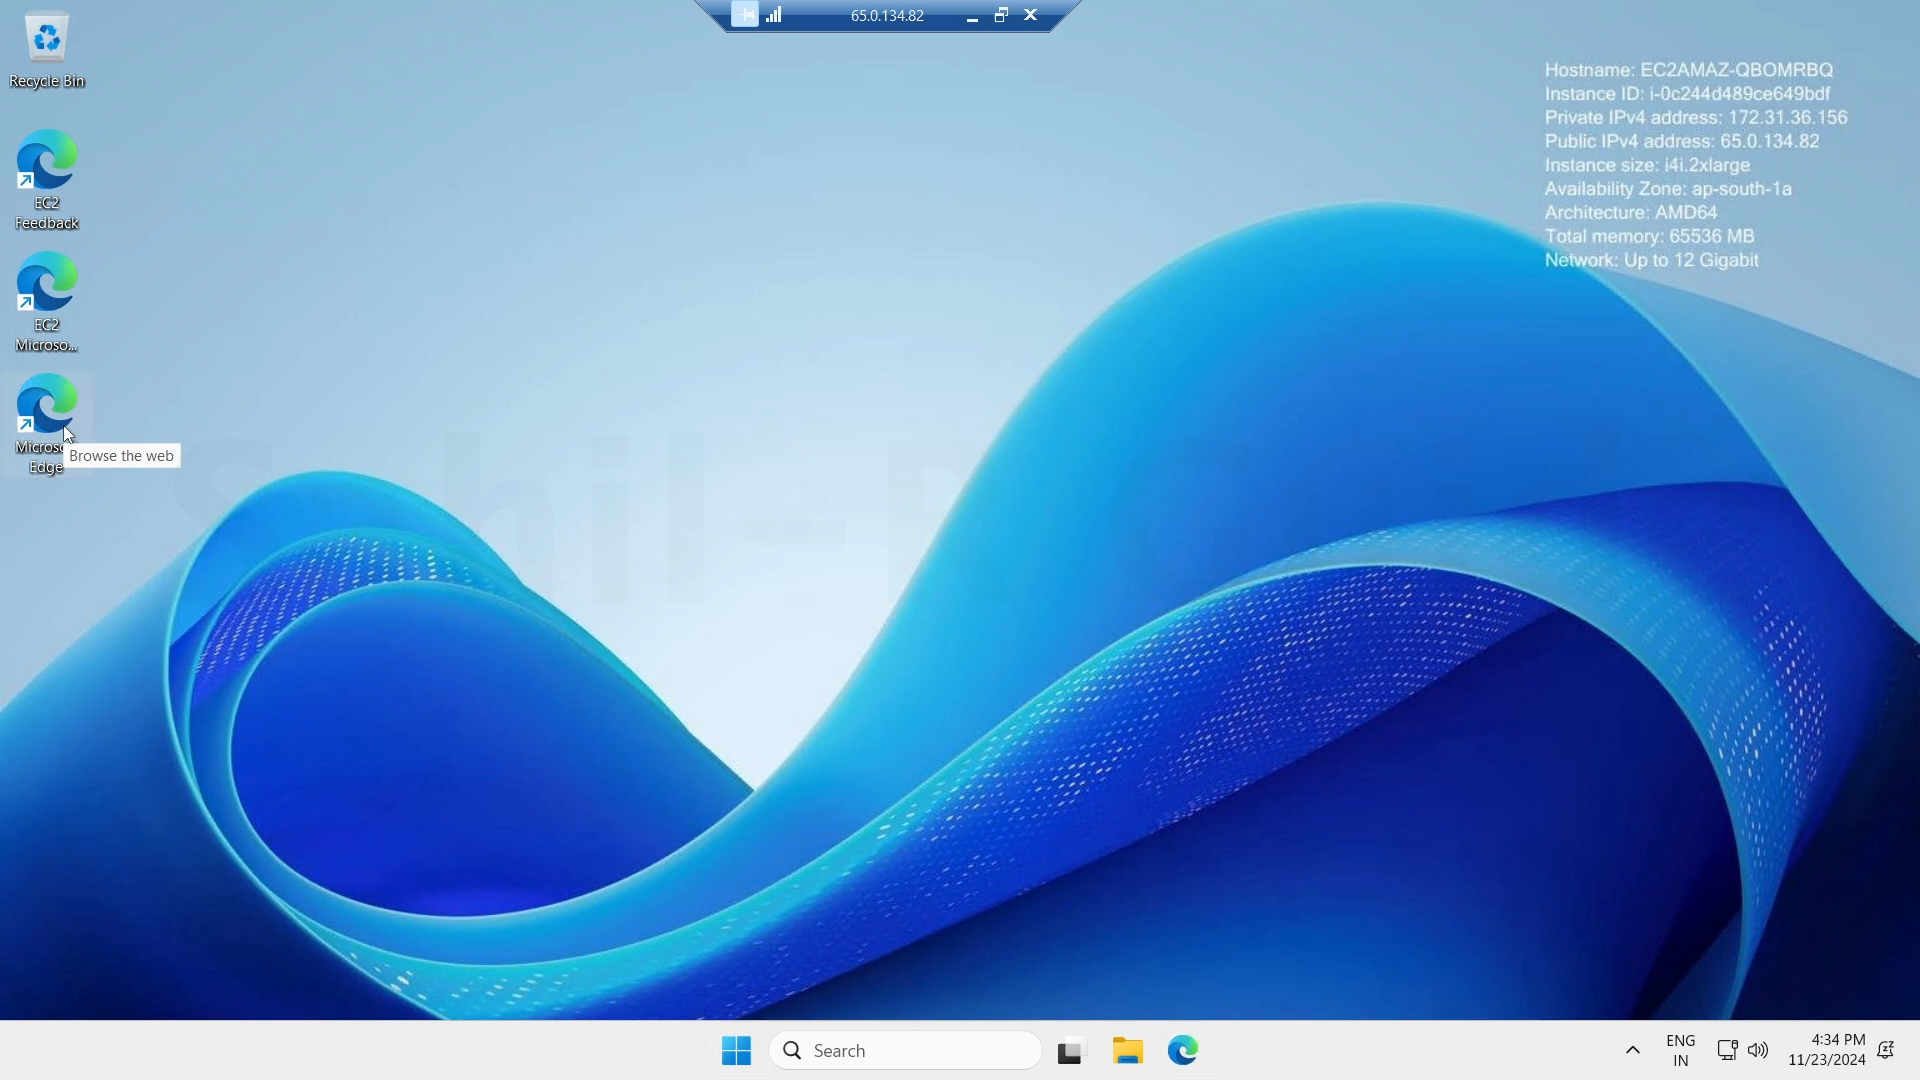 65.0.134.82
Recycle Bin
Hostname: EC2AMAZ-QBOMRBQ
Instance ID: i-0c244d489ce649bdf
Private IPv4 address: 172.31.36.156
Public IPv4 address: 65.0.134.82
Instance size: i4i.2xlarge
Availability Zone: ap-south-1a
Architecture: AMD64
Total memory: 65536 MB
Network: Up to 12 Gigabit
EC2
Feedback
EC2
Microso...
Edge
Browse the web
Search
ENG
IN
4:34 PM
11/23/2024